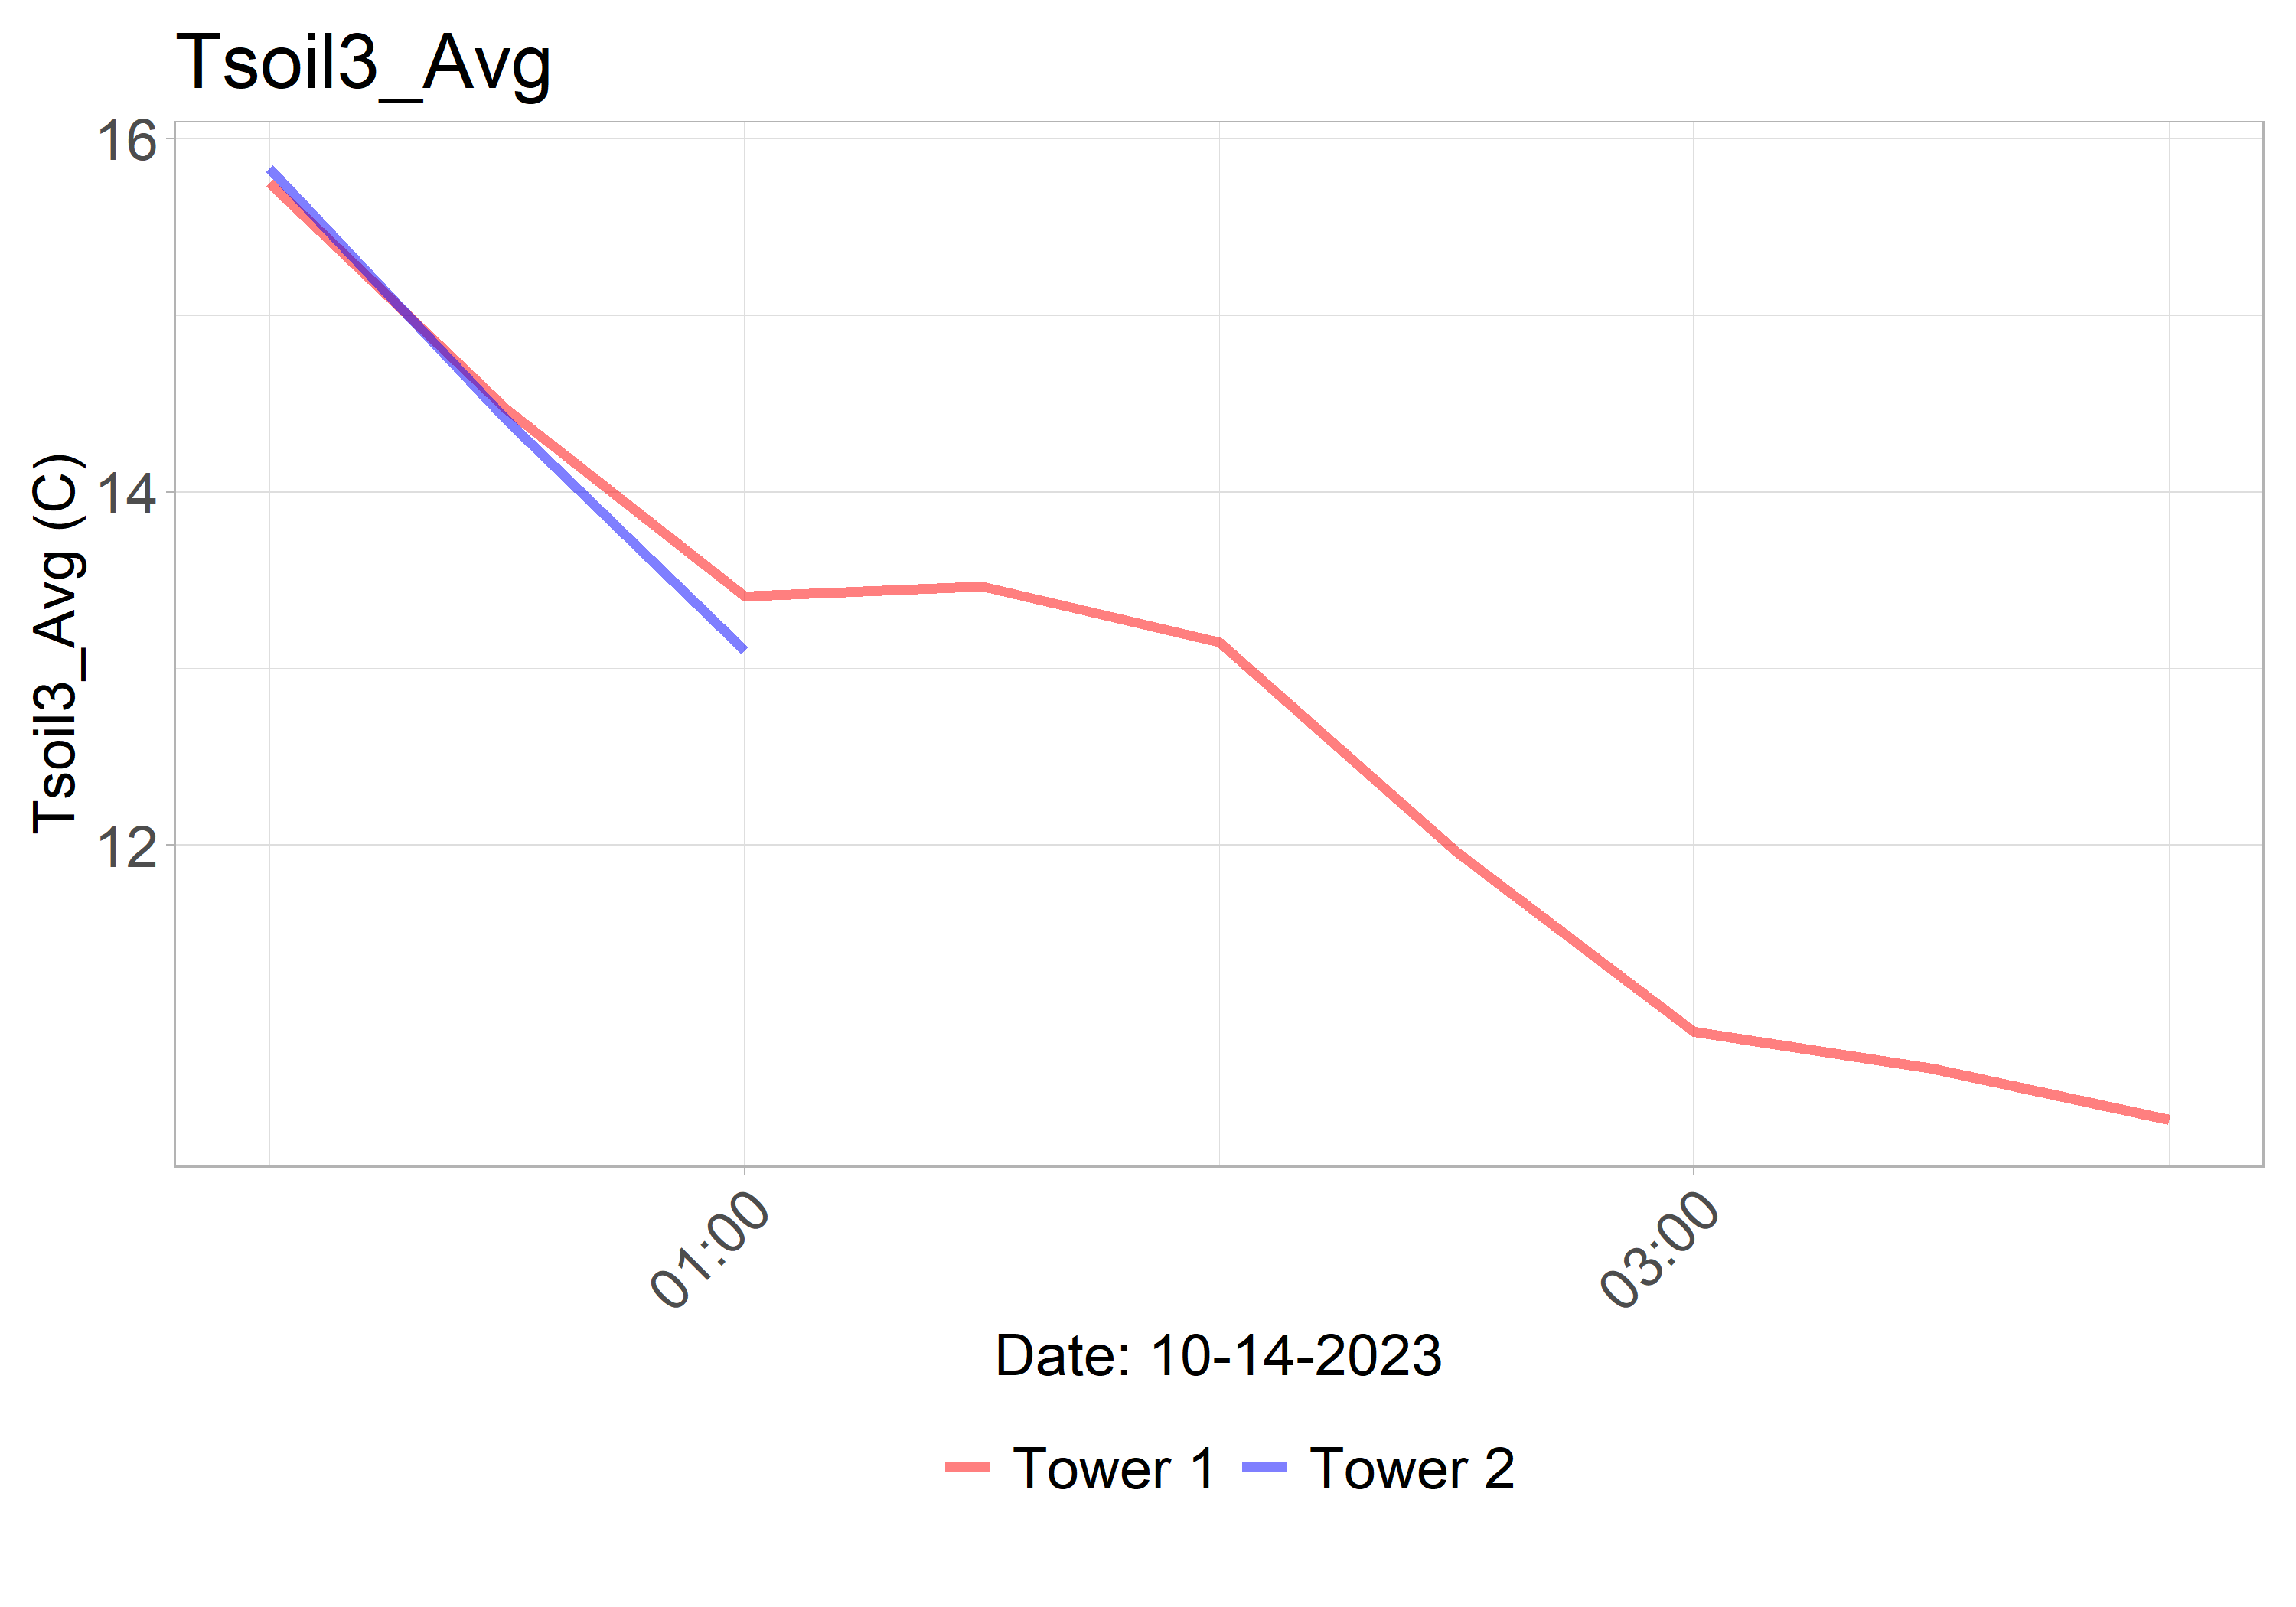 Tsoil3_Avg
Tsoil3_Avg (C)
16
14
12
01:00
03:00
Date: 10-14-2023
Tower 1
Tower 2